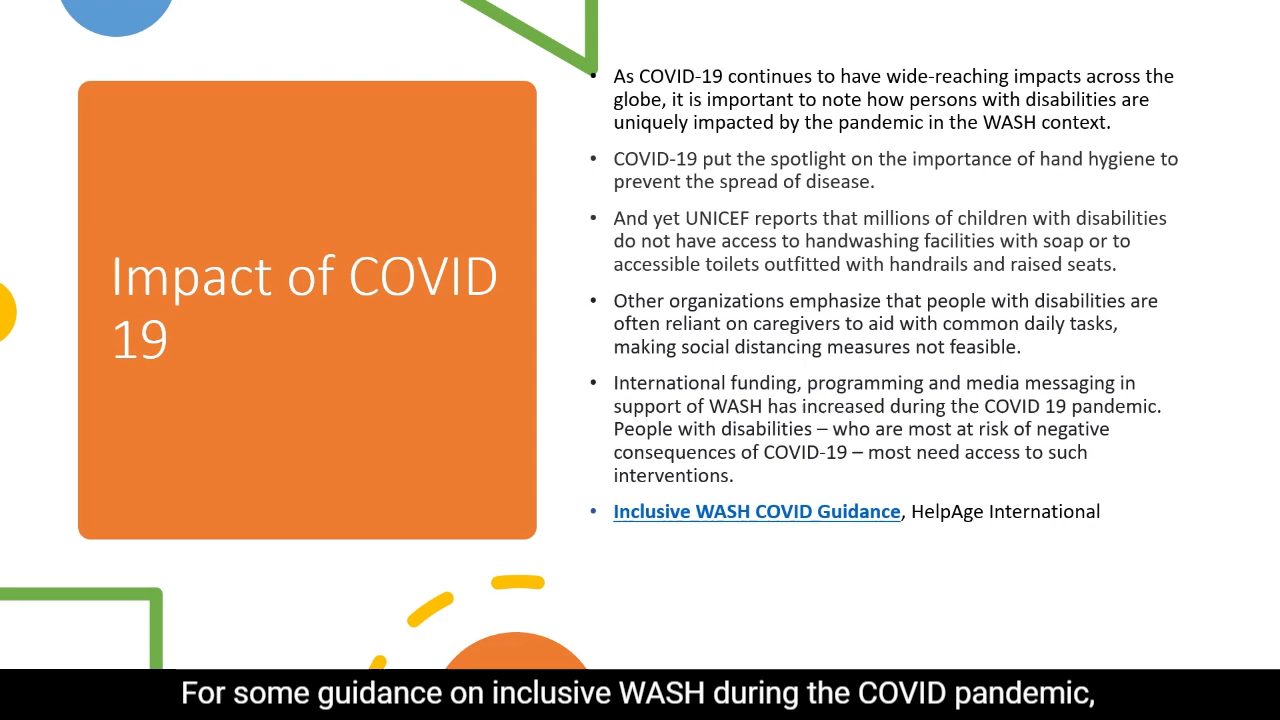 Impact of COVID
19
• As COVID-19 continues to have wide-reaching impacts across the
globe, it is important to note how persons with disabilities are
uniquely impacted by the pandemic in the WASH context.
• COVID-19 put the spotlight on the importance of hand hygiene to
prevent the spread of disease.
• And yet UNICEF reports that millions of children with disabilities
do not have access to handwashing facilities with soap or to
accessible toilets outfitted with handrails and raised seats.
• Other organizations emphasize that people with disabilities are
often reliant on caregivers to aid with common daily tasks,
making social distancing measures not feasible.
• International funding, programming and media messaging in
support of WASH has increased during the COVID 19 pandemic.
People with disabilities – who are most at risk of negative
consequences of COVID-19 – most need access to such
interventions.
• Inclusive WASH COVID Guidance, HelpAge International
For some guidance on inclusive WASH during the COVID pandemic,